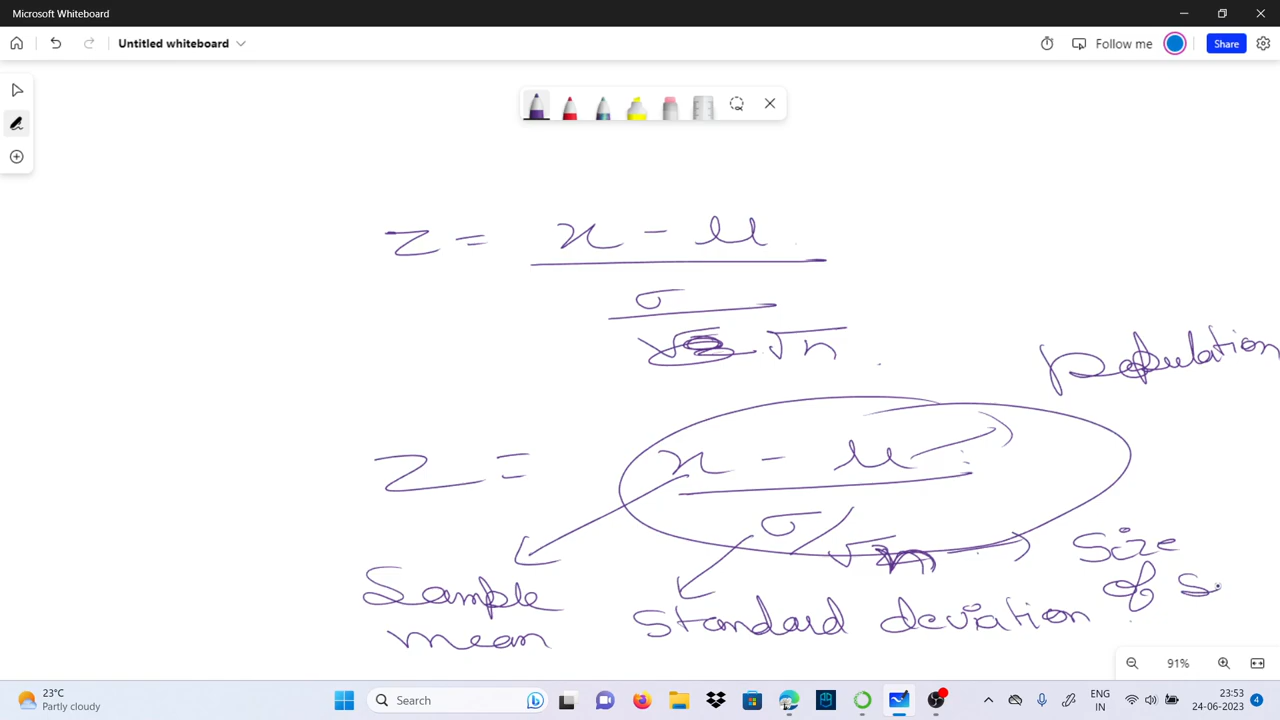 Microsoft Whiteboard
Untitled whiteboard
Follow me
Share
z = x - μ
σ
√n
population
z = x - μ
σ/√n
Size
of s
Sample
mean
standard deviation
91%
23°C
Partly cloudy
Search
ENG
IN
23:53
24-06-2023
4